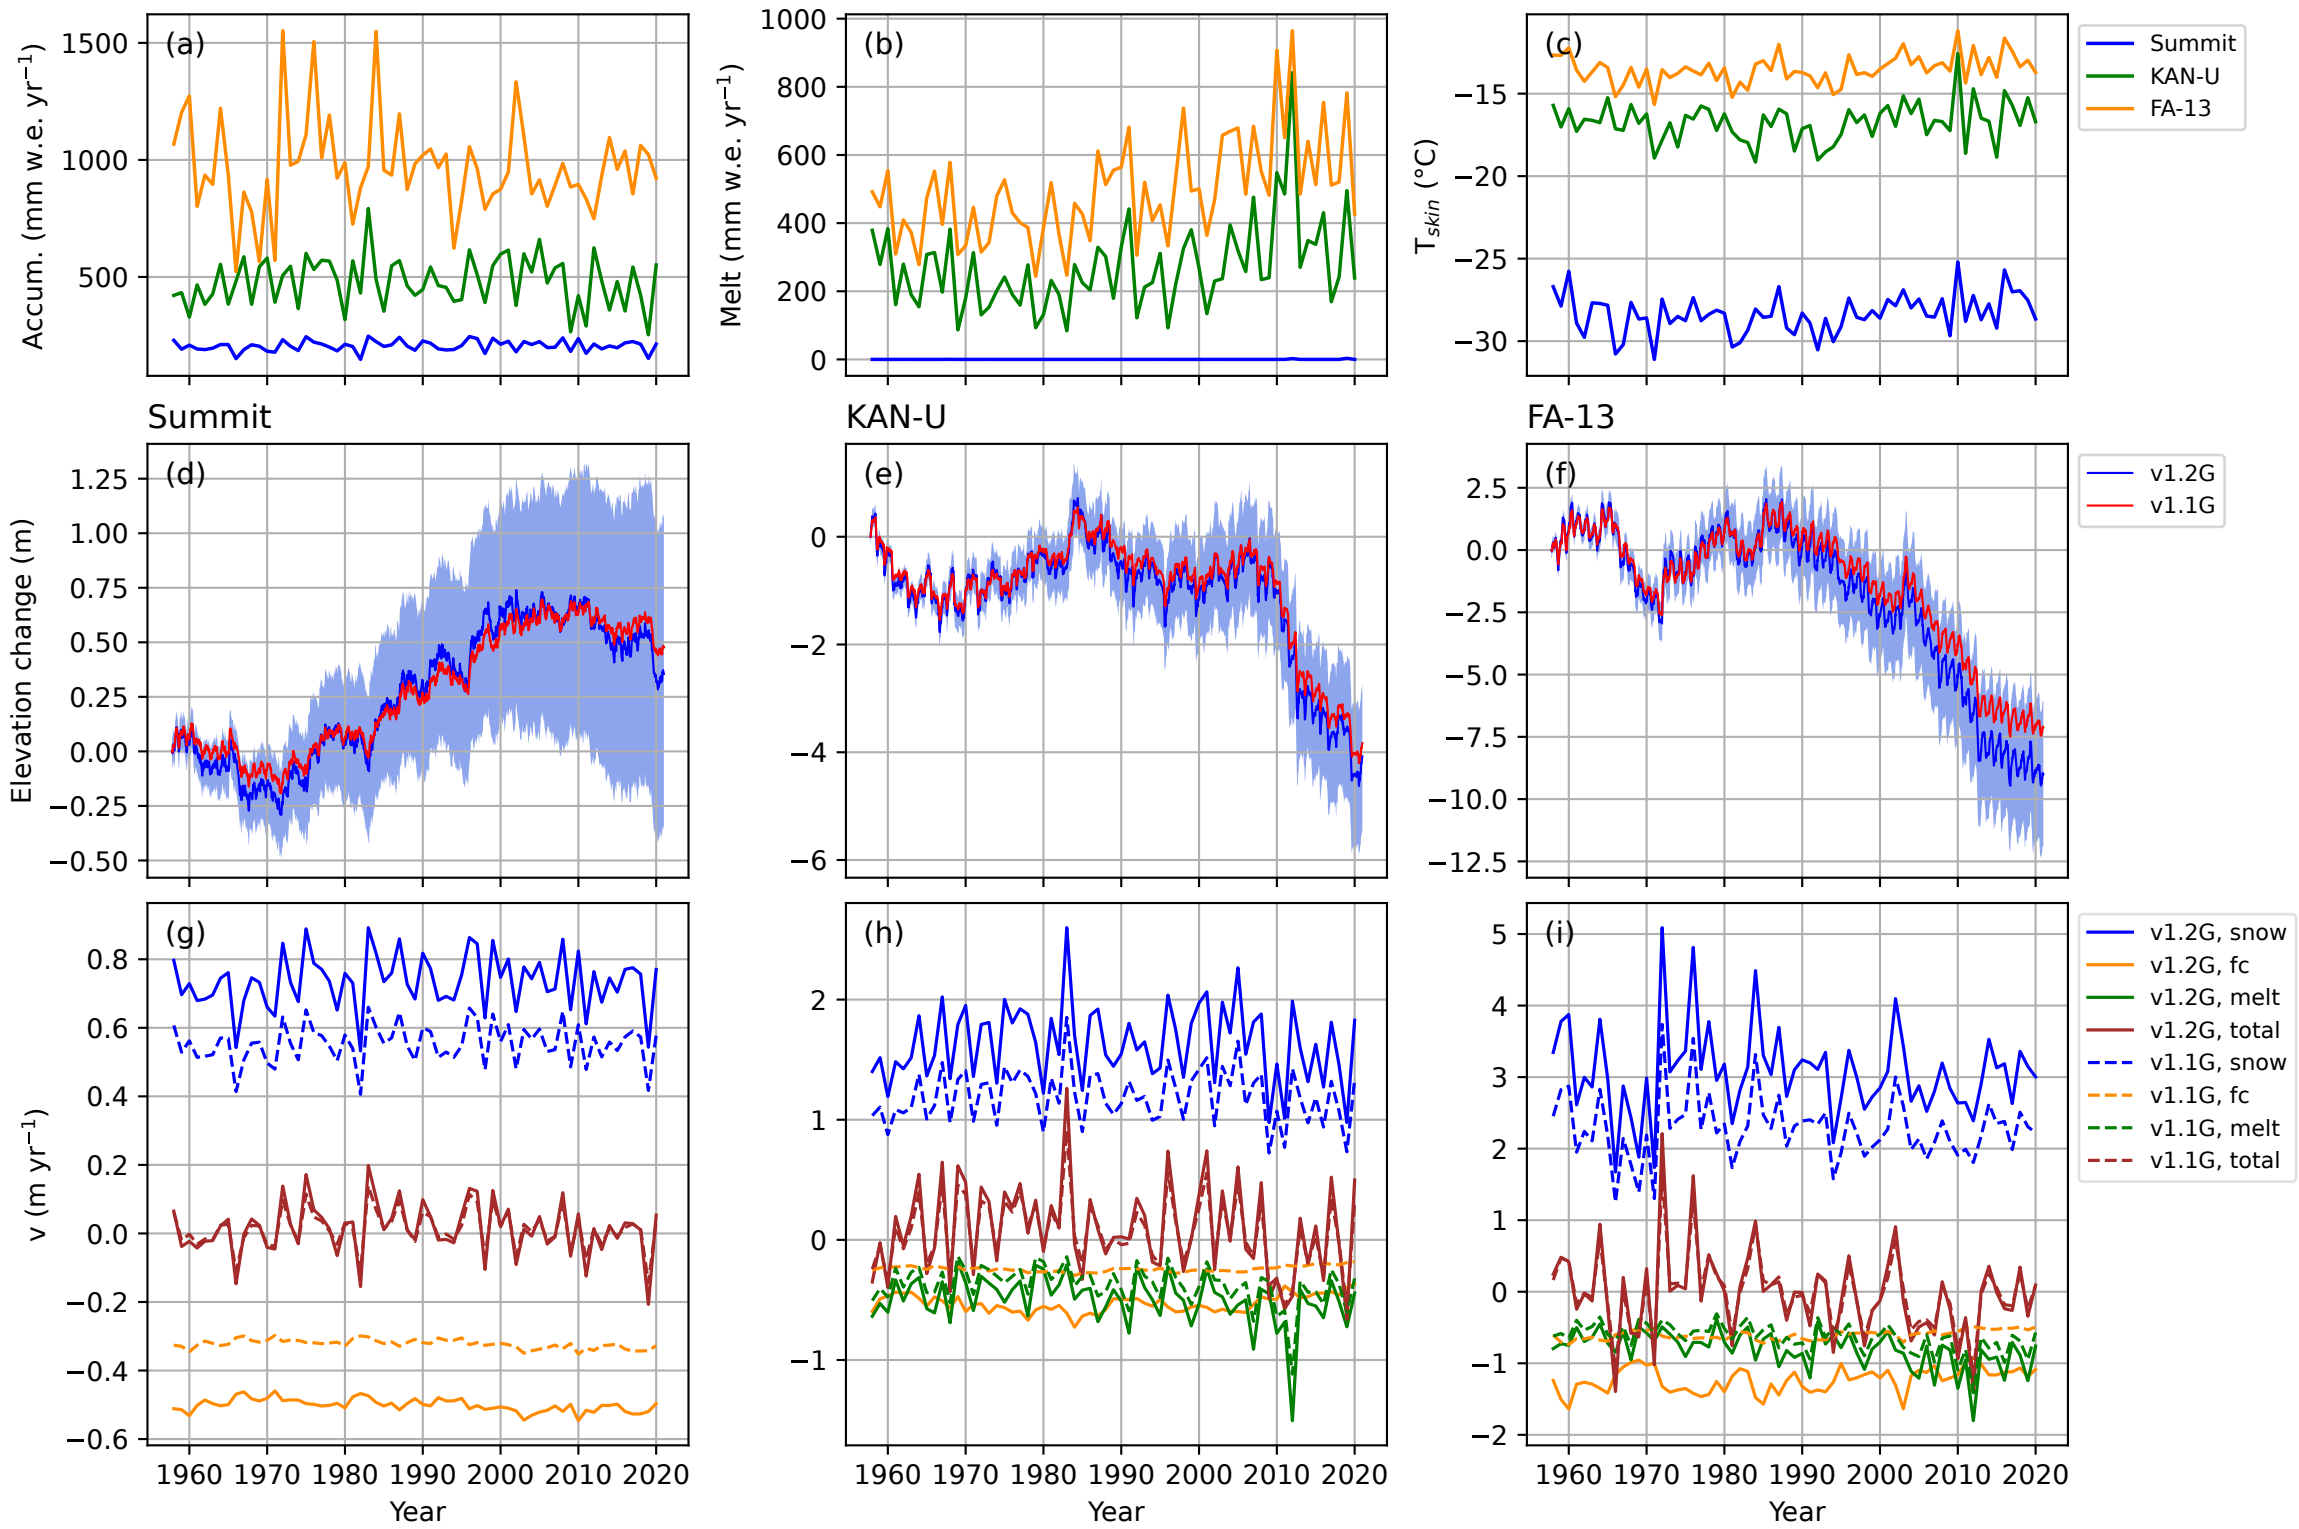 (a)
Accum. (mm w.e. yr⁻¹)
1500
1000
500
(b)
Melt (mm w.e. yr⁻¹)
1000
800
600
400
200
0
(c)
T_skin (°C)
−15
−20
−25
−30
Summit
KAN-U
FA-13
Summit
(d)
Elevation change (m)
1.25
1.00
0.75
0.50
0.25
0.00
−0.25
−0.50
KAN-U
(e)
0
−2
−4
−6
FA-13
(f)
2.5
0.0
−2.5
−5.0
−7.5
−10.0
−12.5
v1.2G
v1.1G
(g)
v (m yr⁻¹)
0.8
0.6
0.4
0.2
0.0
−0.2
−0.4
−0.6
1960 1970 1980 1990 2000 2010 2020
Year
(h)
2
1
0
−1
1960 1970 1980 1990 2000 2010 2020
Year
(i)
5
4
3
2
1
0
−1
−2
1960 1970 1980 1990 2000 2010 2020
Year
v1.2G, snow
v1.2G, fc
v1.2G, melt
v1.2G, total
v1.1G, snow
v1.1G, fc
v1.1G, melt
v1.1G, total